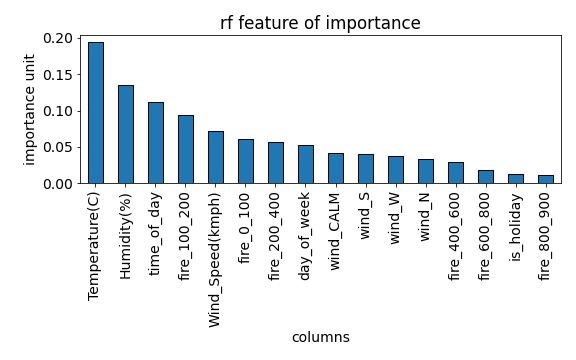 rf feature of importance
importance unit
0.20
0.15
0.10
0.05
0.00
Temperature(C)
Humidity(%)
time_of_day
fire_100_200
Wind_Speed(kmph)
fire_0_100
fire_200_400
day_of_week
wind_CALM
wind_S
wind_W
wind_N
fire_400_600
fire_600_800
is_holiday
fire_800_900
columns